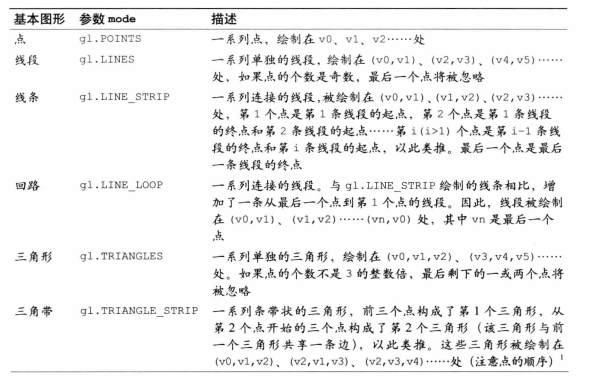 基本图形 参数 mode 描述
点 gl.POINTS 一系列点，绘制在 v0、v1、v2……处
线段 gl.LINES 一系列单独的线段，绘制在 (v0,v1)、(v2,v3)、(v4,v5)……
处，如果点的个数是奇数，最后一个点将被忽略
线条 gl.LINE_STRIP 一系列连接的线段，被绘制在 (v0,v1)、(v1,v2)、(v2,v3)……
处，第 1 个点是第 1 条线段的起点，第 2 个点是第 1 条线段
的终点和第 2 条线段的起点……第 i(i>1) 个点是第 i-1 条线
段的终点和第 i 条线段的起点，以此类推。最后一个点是最后
一条线段的终点
回路 gl.LINE_LOOP 一系列连接的线段。与 gl.LINE_STRIP 绘制的线条相比，增
加了一条从最后一个点到第 1 个点的线段。因此，线段被绘制
在 (v0,v1)、(v1,v2)……(vn,v0) 处，其中 vn 是最后一个
点
三角形 gl.TRIANGLES 一系列单独的三角形，绘制在 (v0,v1,v2)、(v3,v4,v5)……
处。如果点的个数不是 3 的整数倍，最后剩下的一或两个点将
被忽略
三角带 gl.TRIANGLE_STRIP 一系列条带状的三角形，前三个点构成了第 1 个三角形，从
第 2 个点开始的三个点构成了第 2 个三角形（该三角形与前
一个三角形共享一条边），以此类推。这些三角形被绘制在
(v0,v1,v2)、(v2,v1,v3)、(v2,v3,v4)……处（注意点的顺序）1